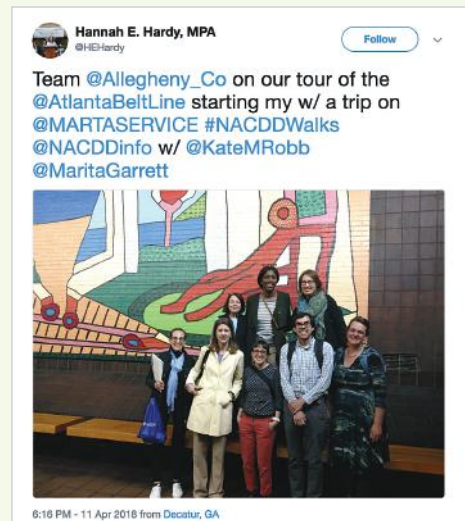 Hannah E. Hardy, MPA
@HEHardy
Follow
Team @Allegheny_Co on our tour of the
@AtlantaBeltLine starting my w/ a trip on
@MARTASERVICE #NACDDWalks
@NACDDinfo w/ @KateMRobb
@MaritaGarrett
6:16 PM - 11 Apr 2018 from Decatur, GA